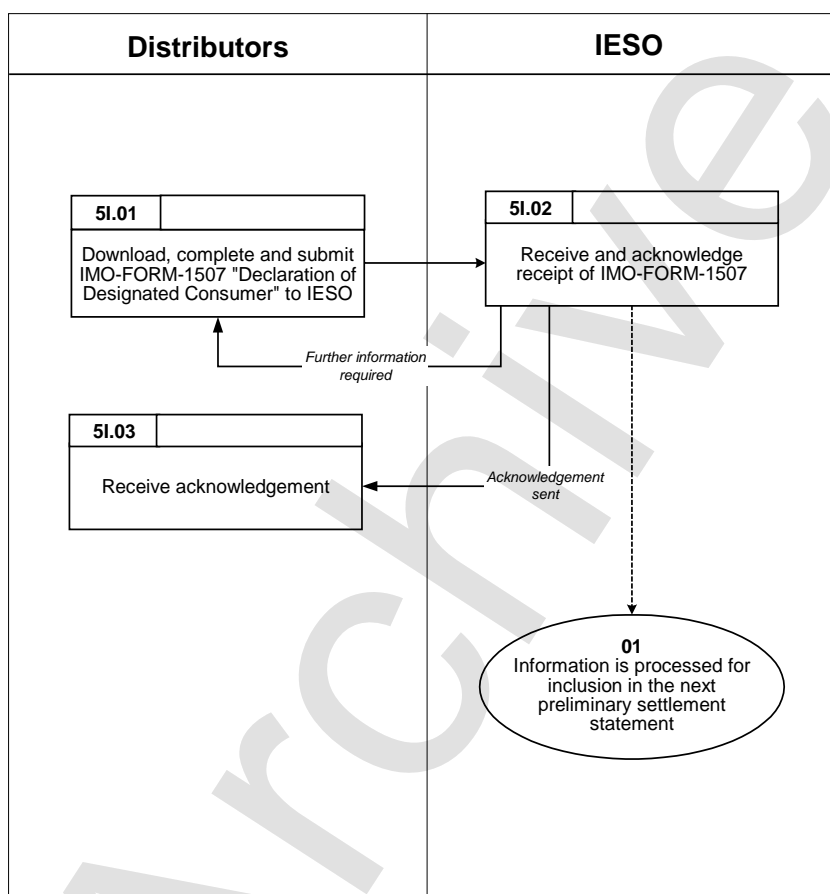 Distributors
IESO
5I.01
Download, complete and submit
IMO-FORM-1507 "Declaration of
Designated Consumer" to IESO
5I.02
Receive and acknowledge
receipt of IMO-FORM-1507
Further information
required
5I.03
Receive acknowledgement
Acknowledgement
sent
01
Information is processed for
inclusion in the next
preliminary settlement
statement
Archive